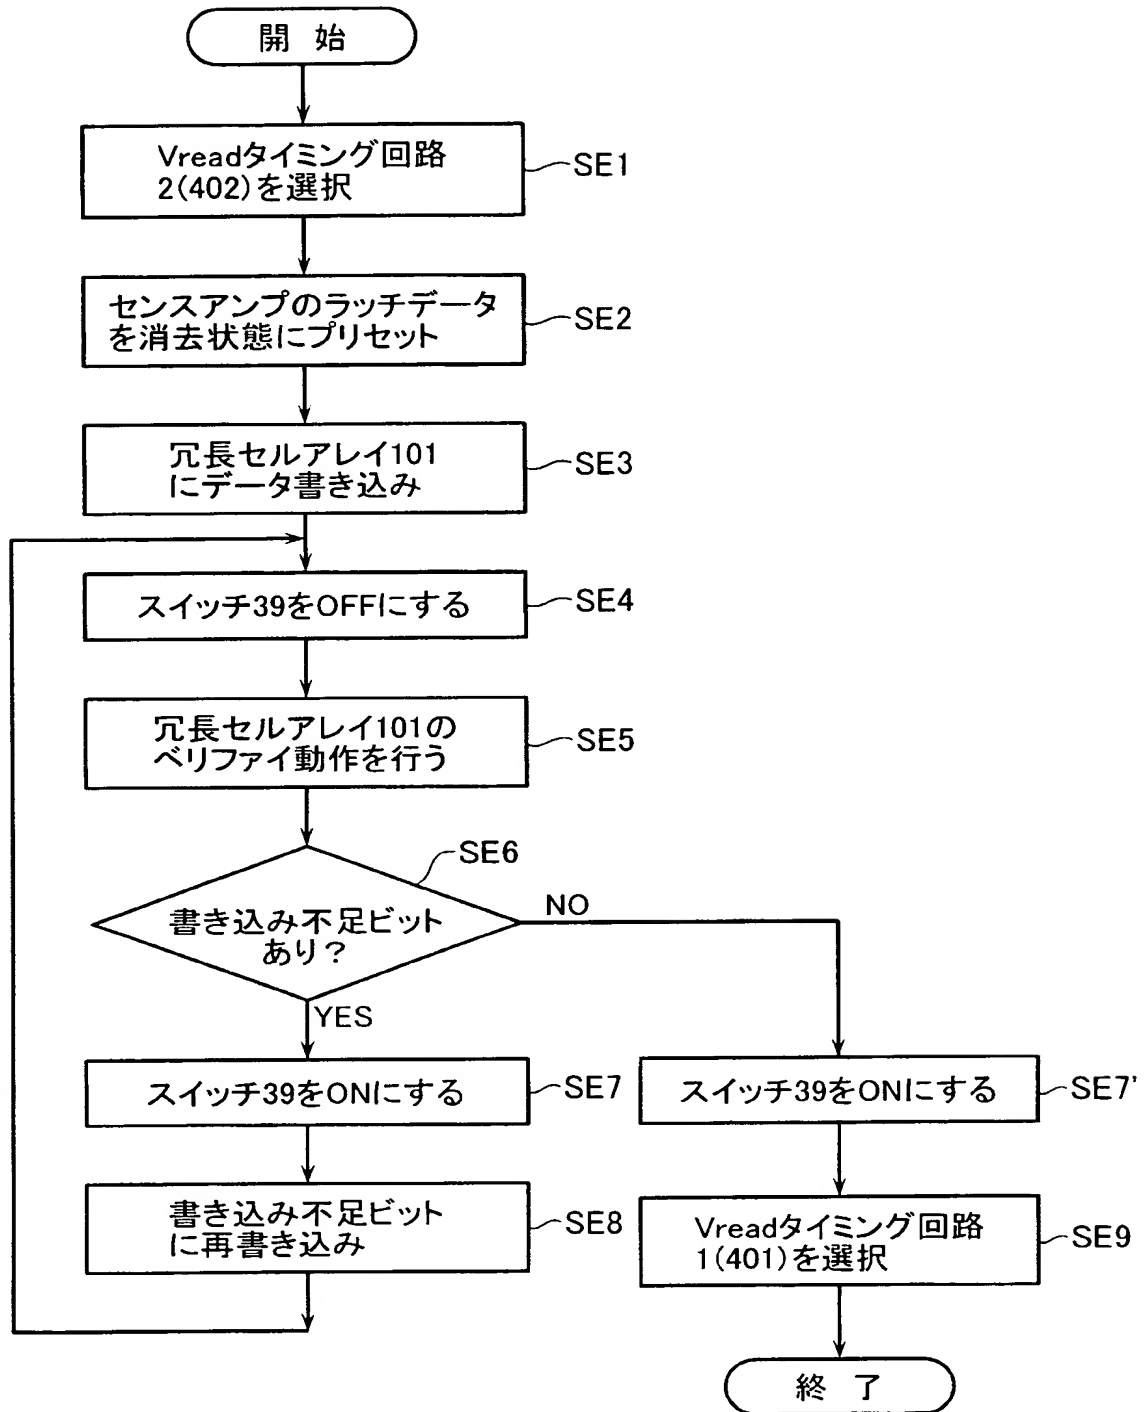 開 始
Vreadタイミング回路
2(402)を選択
SE1
センスアンプのラッチデータ
を消去状態にプリセット
SE2
冗長セルアレイ101
にデータ書き込み
SE3
スイッチ39をOFFにする
SE4
冗長セルアレイ101の
ベリファイ動作を行う
SE5
SE6
書き込み不足ビット
あり?
NO
YES
スイッチ39をONにする
SE7
スイッチ39をONにする
SE7'
書き込み不足ビット
に再書き込み
SE8
Vreadタイミング回路
1(401)を選択
SE9
終 了